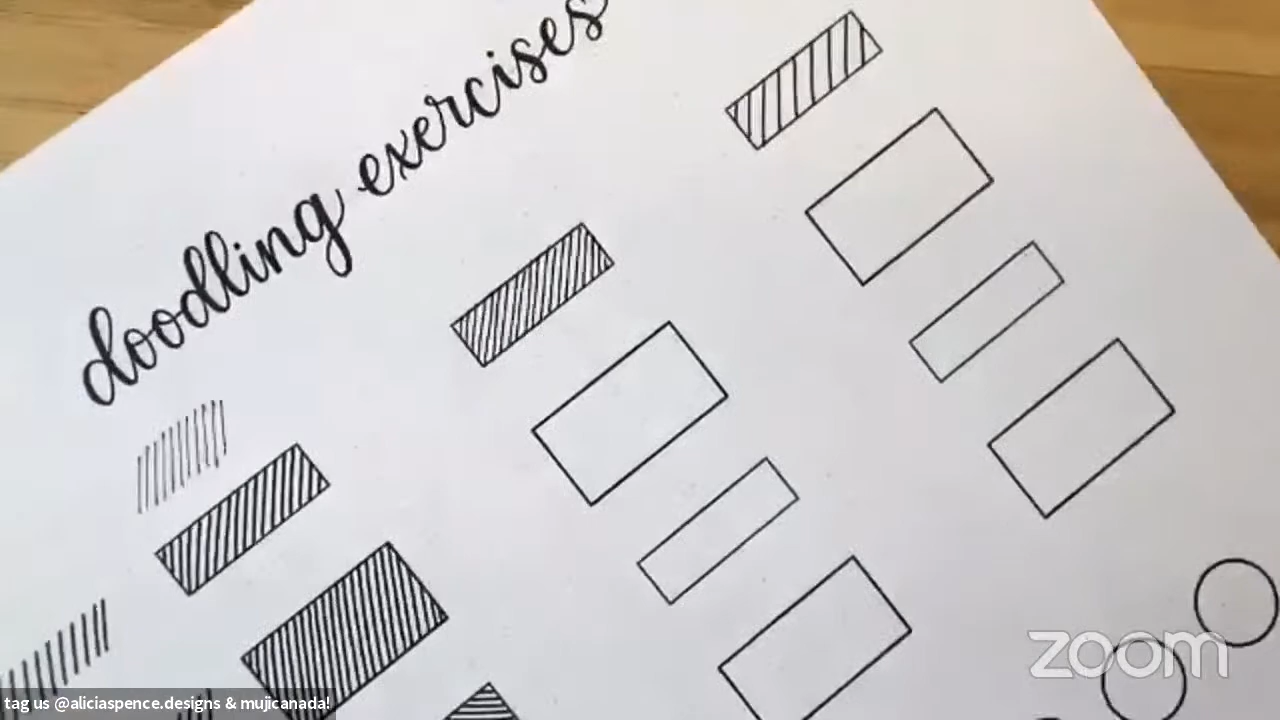 doodling exercises
zoom
tag us @aliciaspence.designs & mujicanada!